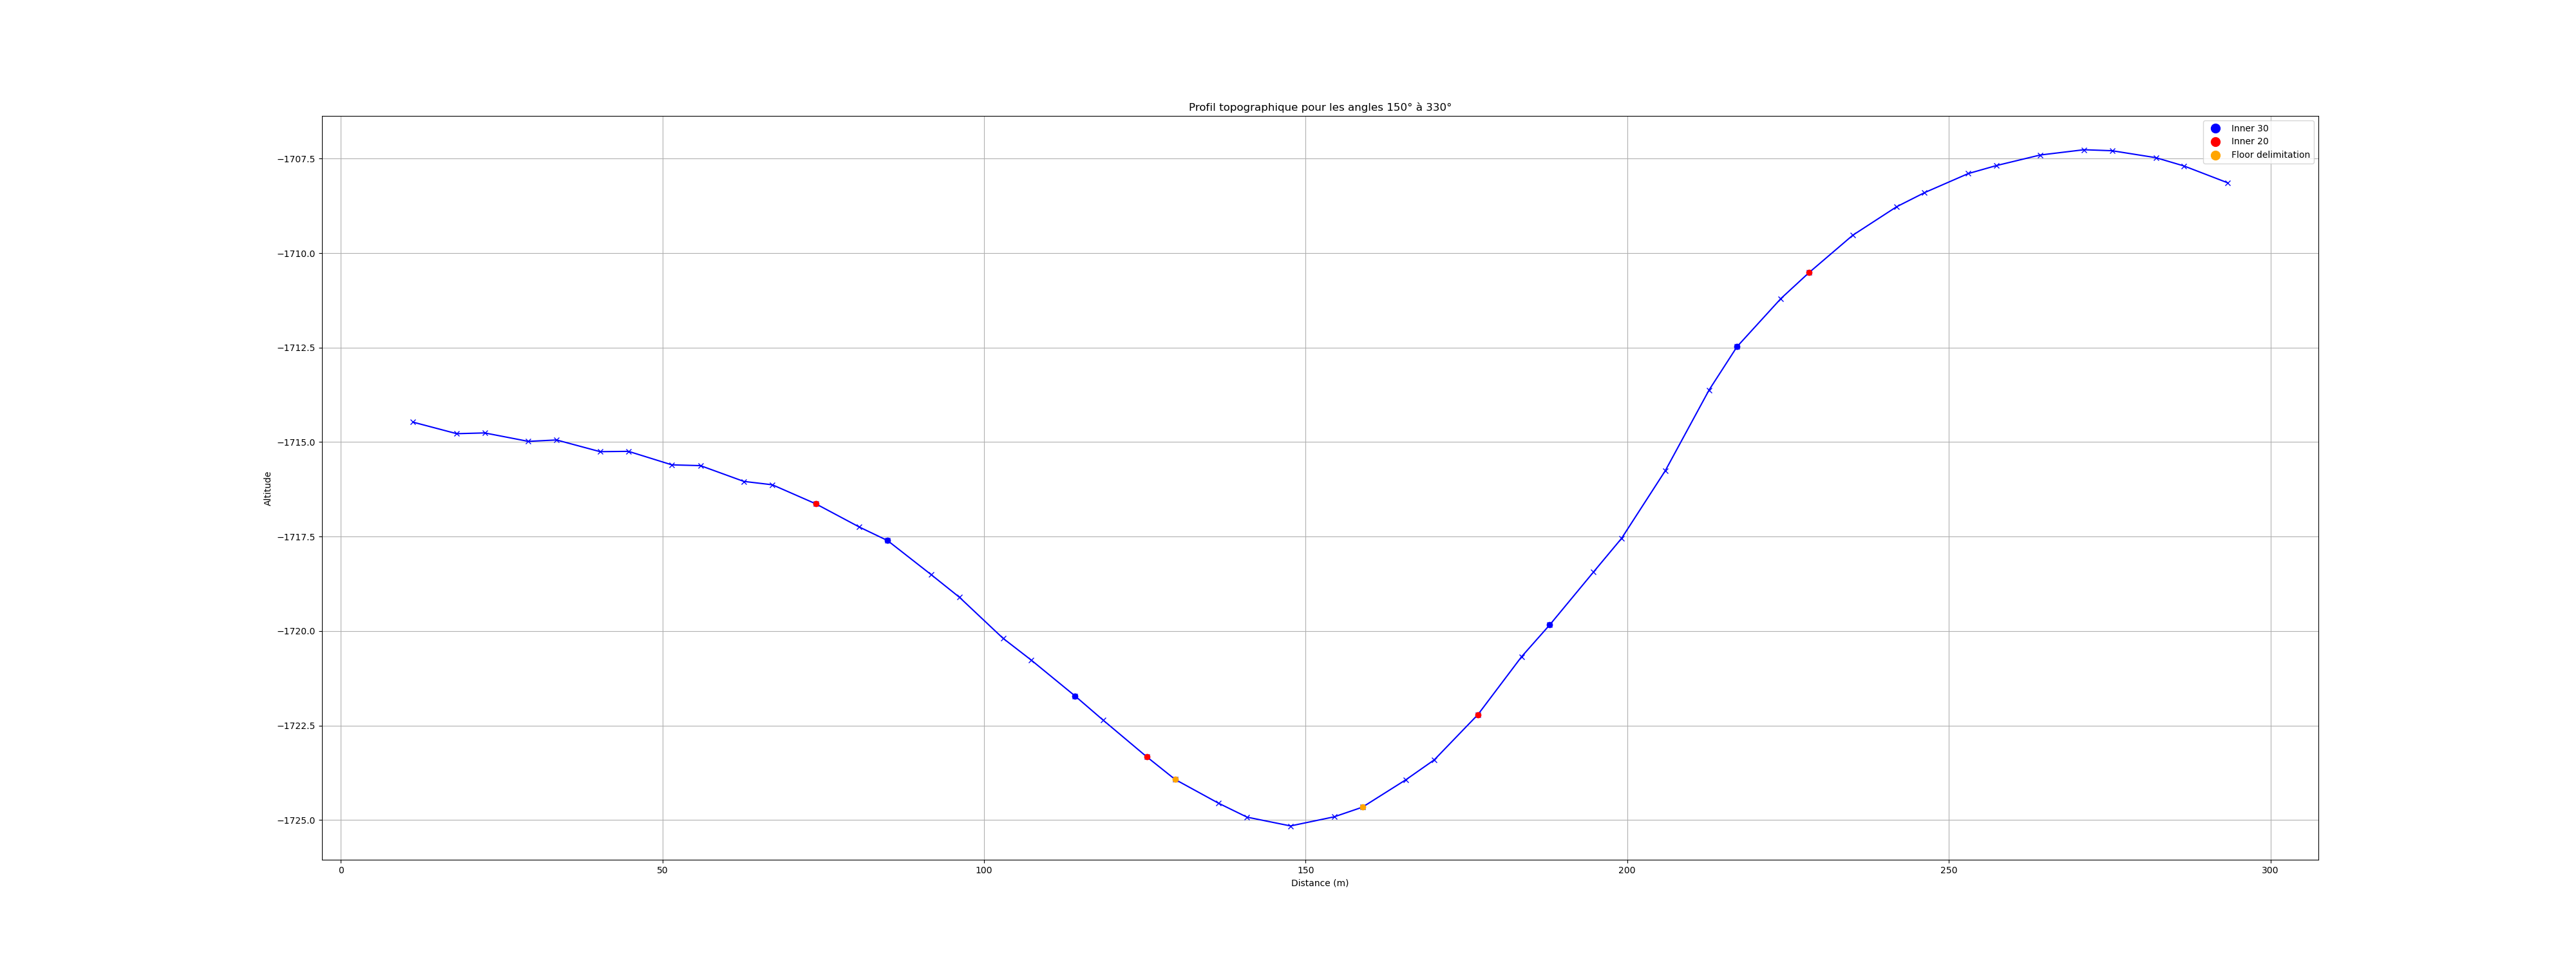 Profil topographique pour les angles 150° à 330°
Inner 30
Inner 20
Floor delimitation
−1707.5
−1710.0
−1712.5
−1715.0
−1717.5
−1720.0
−1722.5
−1725.0
Altitude
0 50 100 150 200 250 300
Distance (m)